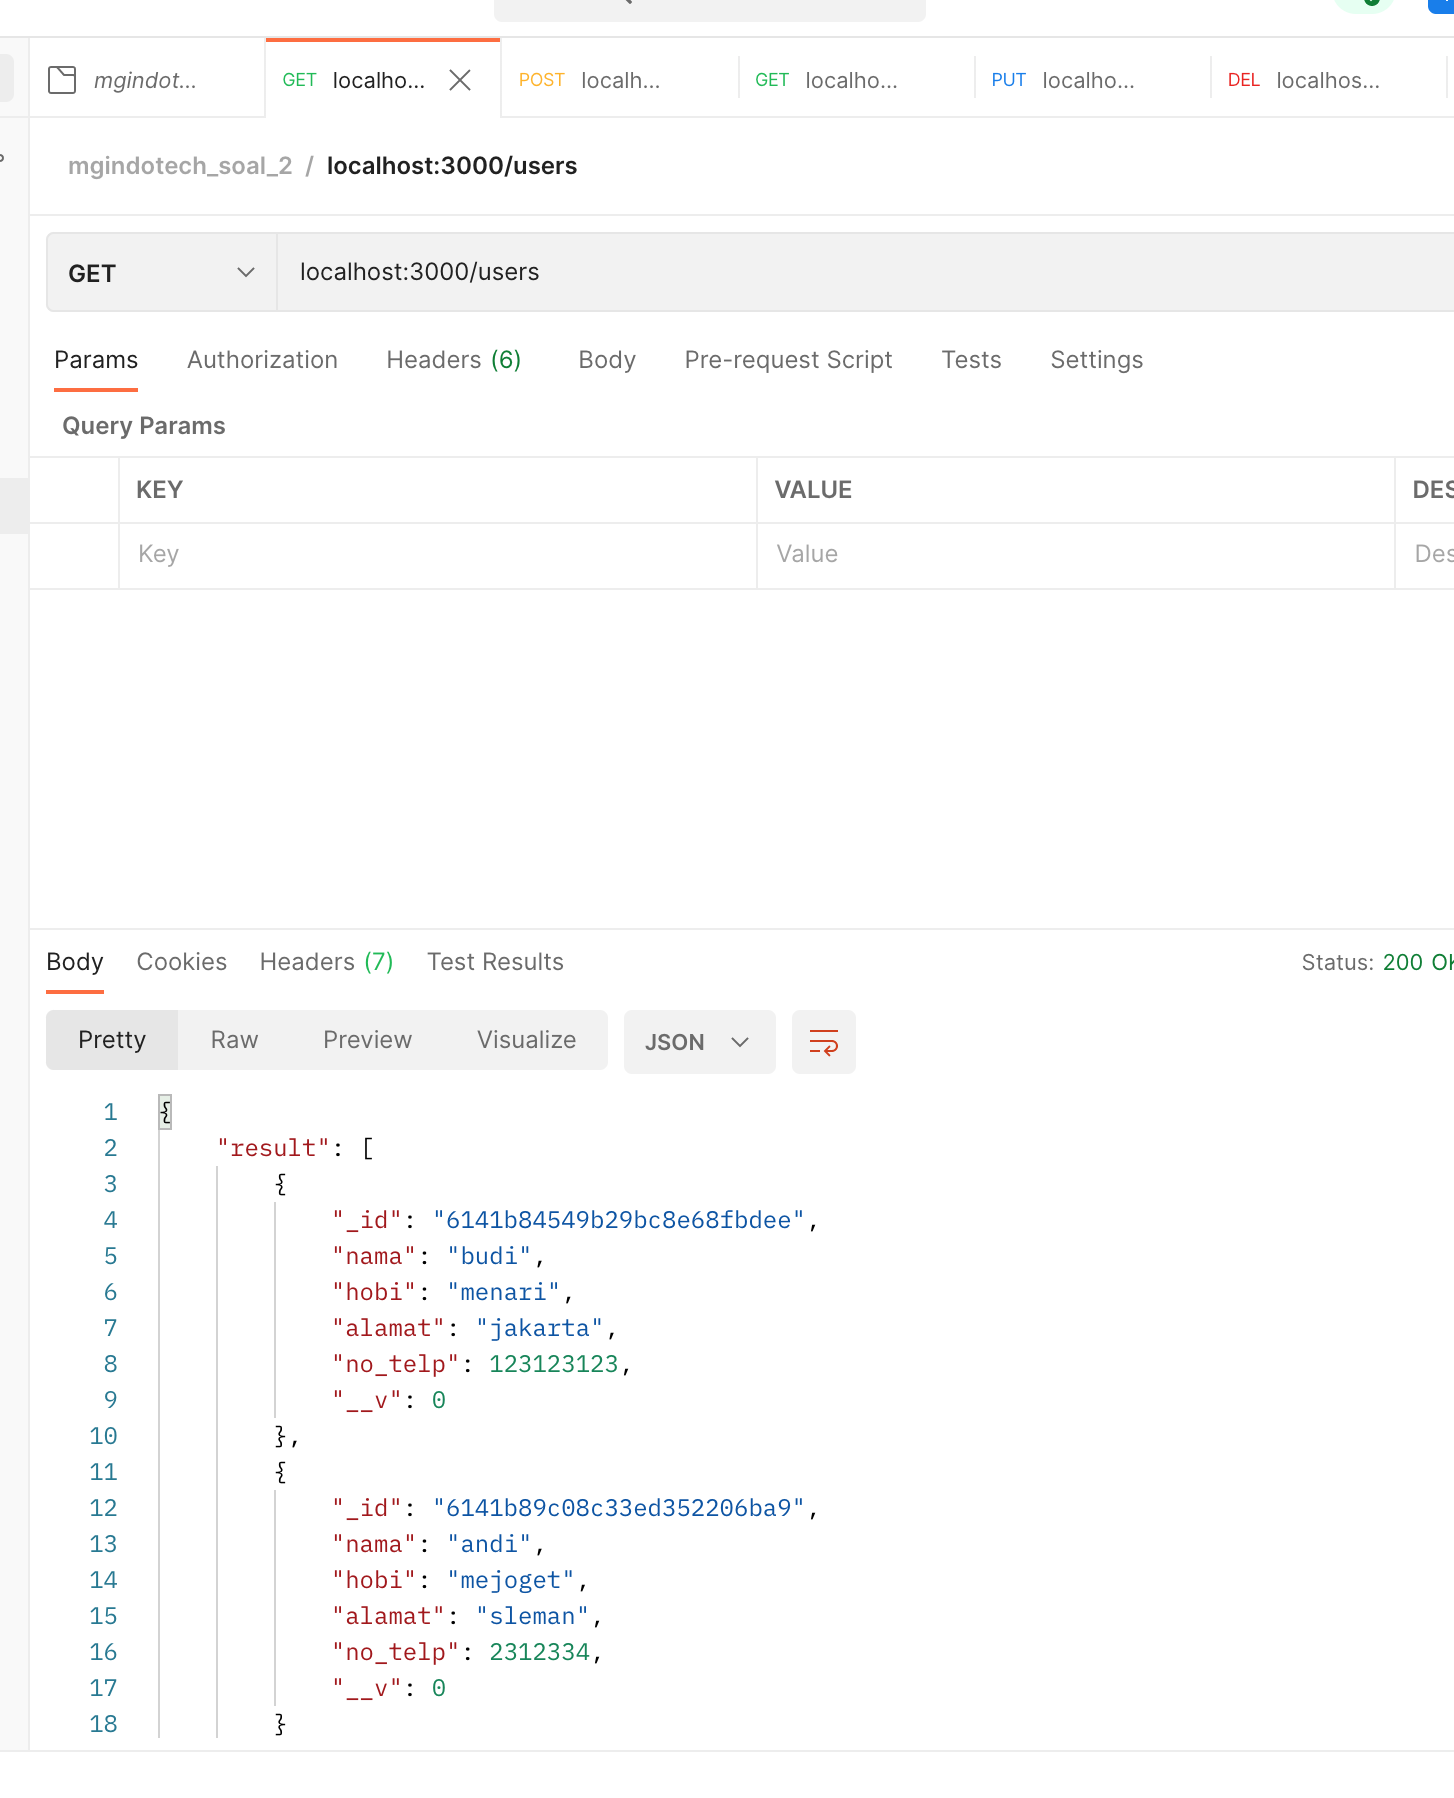 mgindot...
GET localho...
POST localh...
GET localho...
PUT localho...
DEL localhos...
mgindotech_soal_2 / localhost:3000/users
GET localhost:3000/users
Params Authorization Headers (6) Body Pre-request Script Tests Settings
Query Params
KEY VALUE DES
Key Value Des
Body Cookies Headers (7) Test Results Status: 200 OK
Pretty Raw Preview Visualize JSON
1 {
2 "result": [
3 {
4 "_id": "6141b84549b29bc8e68fbdee",
5 "nama": "budi",
6 "hobi": "menari",
7 "alamat": "jakarta",
8 "no_telp": 123123123,
9 "__v": 0
10 },
11 {
12 "_id": "6141b89c08c33ed352206ba9",
13 "nama": "andi",
14 "hobi": "mejoget",
15 "alamat": "sleman",
16 "no_telp": 2312334,
17 "__v": 0
18 }